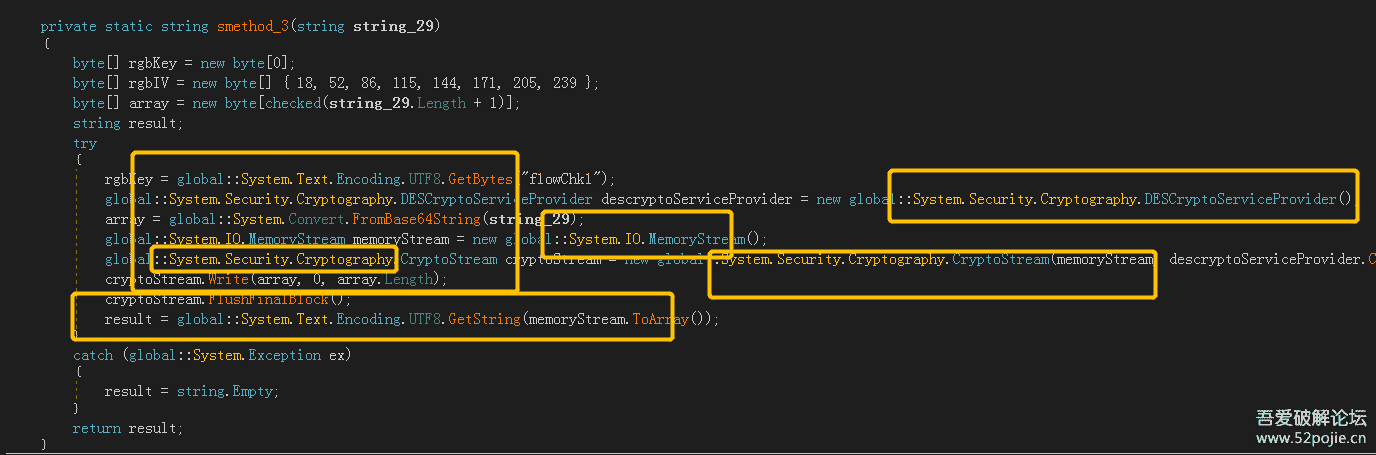 private static string smethod_3(string string_29)
{
byte[] rgbKey = new byte[0];
byte[] rgbIV = new byte[] { 18, 52, 86, 115, 144, 171, 205, 239 };
byte[] array = new byte[checked(string_29.Length + 1)];
string result;
try
{
rgbKey = global::System.Text.Encoding.UTF8.GetBytes("flowChk1");
global::System.Security.Cryptography.DESCryptoServiceProvider descryptoServiceProvider = new global::System.Security.Cryptography.DESCryptoServiceProvider()
array = global::System.Convert.FromBase64String(string_29);
global::System.IO.MemoryStream memoryStream = new global::System.IO.MemoryStream();
global::System.Security.Cryptography.CryptoStream cryptoStream = new global::System.Security.Cryptography.CryptoStream(memoryStream, descryptoServiceProvider.C
cryptoStream.Write(array, 0, array.Length);
cryptoStream.FlushFinalBlock();
result = global::System.Text.Encoding.UTF8.GetString(memoryStream.ToArray());
}
catch (global::System.Exception ex)
{
result = string.Empty;
}
return result;
}
吾爱破解论坛
www.52pojie.cn